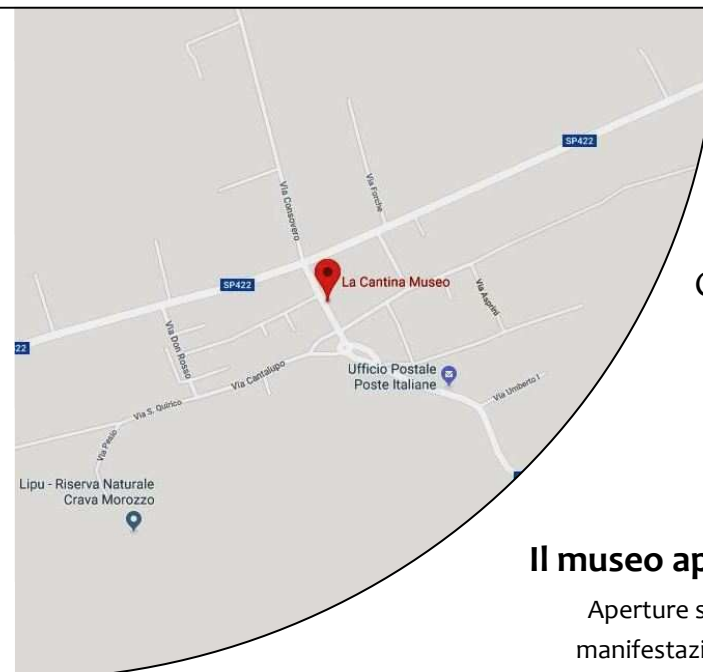 SP422
Via Consovero
Via Forche
SP422
La Cantina Museo
Via Asprini
22
Via Don Rosso
Ufficio Postale
Poste Italiane
Via Cantalupo
Via Umberto I
Via S. Quirico
Via Pesio
Lipu - Riserva Naturale
Crava Morozzo
Il museo ap
Aperture s
manifestazi